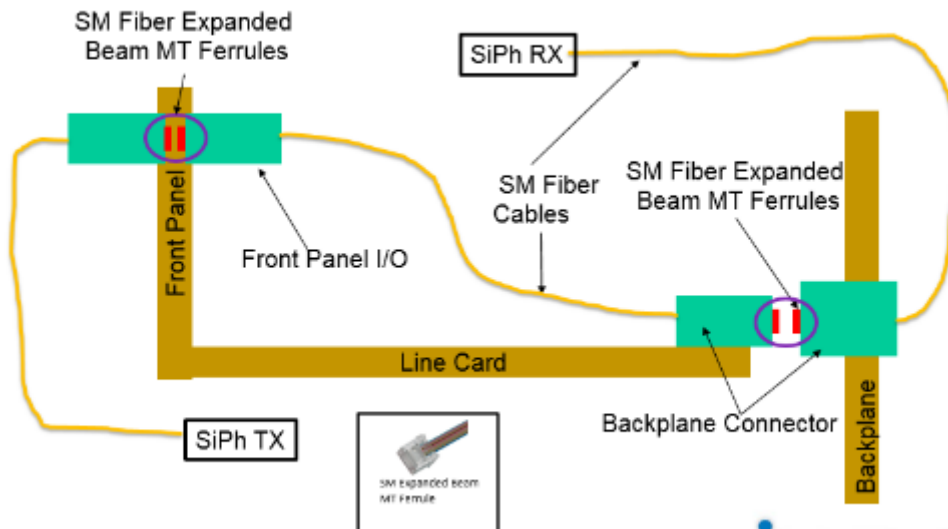 SM Fiber Expanded
Beam MT Ferrules
SiPh RX
SM Fiber
Cables
SM Fiber Expanded
Beam MT Ferrules
Front Panel
Front Panel I/O
Line Card
Backplane Connector
Backplane
SiPh TX
SM Expanded Beam
MT Ferrule